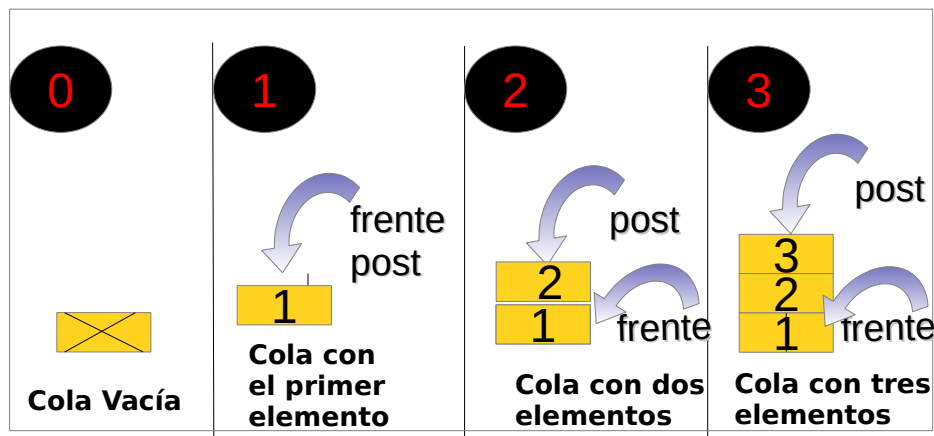 0
Cola Vacía
1
frente
post
1
Cola con
el primer
elemento
2
post
2
1
frente
Cola con dos
elementos
3
post
3
2
1
frente
Cola con tres
elementos